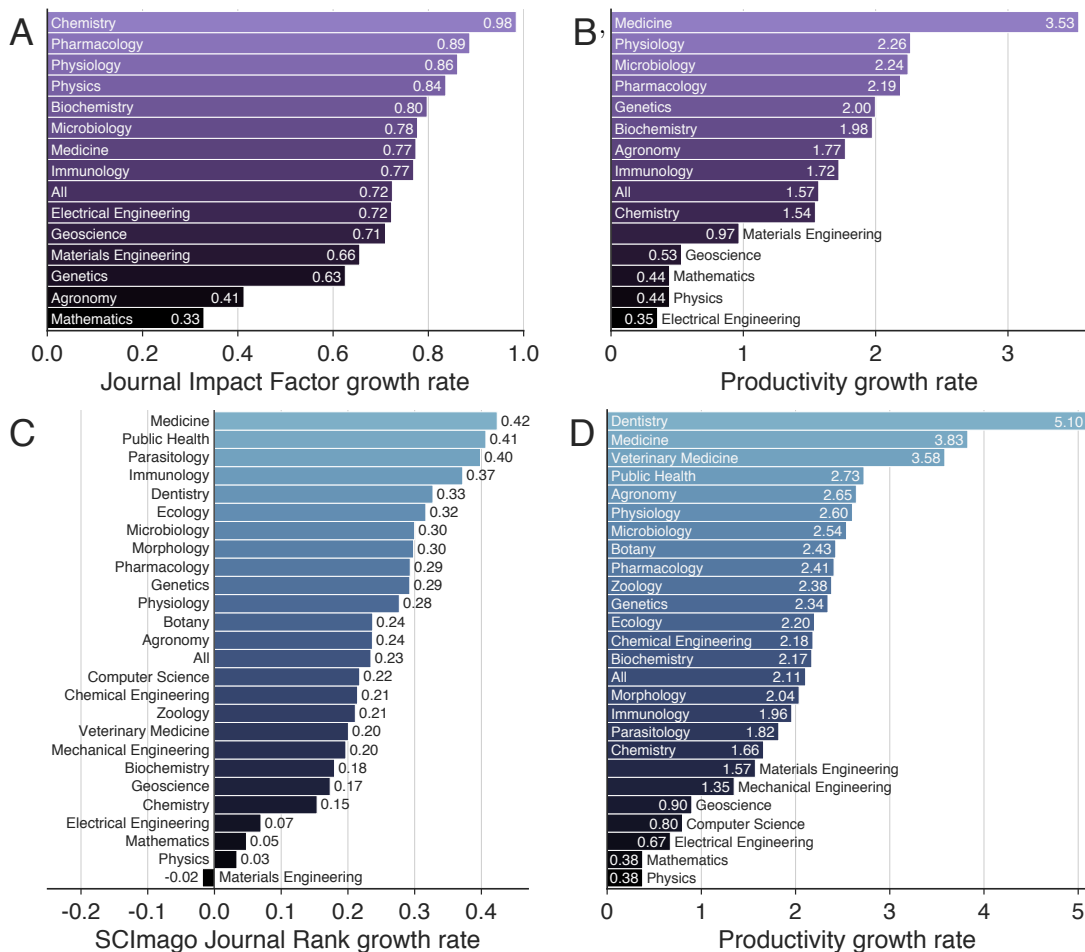 A
Chemistry 0.98
Pharmacology 0.89
Physiology 0.86
Physics 0.84
Biochemistry 0.80
Microbiology 0.78
Medicine 0.77
Immunology 0.77
All 0.72
Electrical Engineering 0.72
Geoscience 0.71
Materials Engineering 0.66
Genetics 0.63
Agronomy 0.41
Mathematics 0.33
0.0 0.2 0.4 0.6 0.8 1.0
Journal Impact Factor growth rate
B,
Medicine 3.53
Physiology 2.26
Microbiology 2.24
Pharmacology 2.19
Genetics 2.00
Biochemistry 1.98
Agronomy 1.77
Immunology 1.72
All 1.57
Chemistry 1.54
0.97 Materials Engineering
0.53 Geoscience
0.44 Mathematics
0.44 Physics
0.35 Electrical Engineering
0 1 2 3
Productivity growth rate
C
Medicine 0.42
Public Health 0.41
Parasitology 0.40
Immunology 0.37
Dentistry 0.33
Ecology 0.32
Microbiology 0.30
Morphology 0.30
Pharmacology 0.29
Genetics 0.29
Physiology 0.28
Botany 0.24
Agronomy 0.24
All 0.23
Computer Science 0.22
Chemical Engineering 0.21
Zoology 0.21
Veterinary Medicine 0.20
Mechanical Engineering 0.20
Biochemistry 0.18
Geoscience 0.17
Chemistry 0.15
Electrical Engineering 0.07
Mathematics 0.05
Physics 0.03
-0.02 Materials Engineering
-0.2 -0.1 0.0 0.1 0.2 0.3 0.4
SCImago Journal Rank growth rate
D
Dentistry 5.10
Medicine 3.83
Veterinary Medicine 3.58
Public Health 2.73
Agronomy 2.65
Physiology 2.60
Microbiology 2.54
Botany 2.43
Pharmacology 2.41
Zoology 2.38
Genetics 2.34
Ecology 2.20
Chemical Engineering 2.18
Biochemistry 2.17
All 2.11
Morphology 2.04
Immunology 1.96
Parasitology 1.82
Chemistry 1.66
1.57 Materials Engineering
1.35 Mechanical Engineering
0.90 Geoscience
0.80 Computer Science
0.67 Electrical Engineering
0.38 Mathematics
0.38 Physics
0 1 2 3 4 5
Productivity growth rate